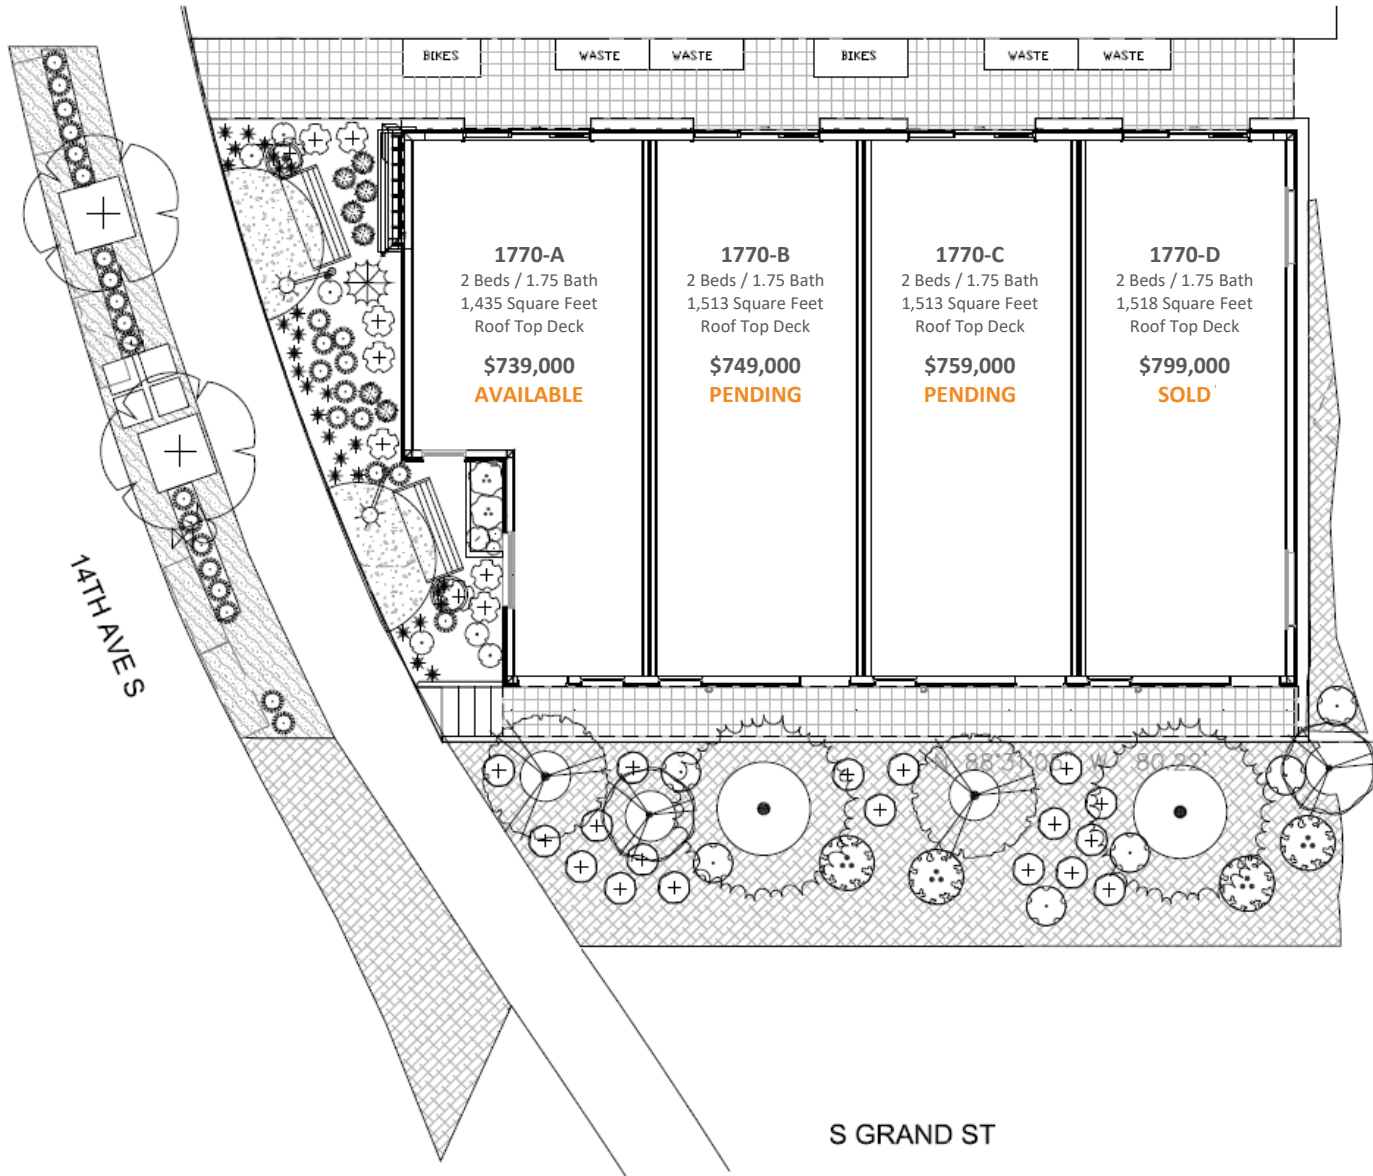 BIKES
WASTE
WASTE
BIKES
WASTE
WASTE
1770-A
2 Beds / 1.75 Bath
1,435 Square Feet
Roof Top Deck
$739,000
AVAILABLE
1770-B
2 Beds / 1.75 Bath
1,513 Square Feet
Roof Top Deck
$749,000
PENDING
1770-C
2 Beds / 1.75 Bath
1,513 Square Feet
Roof Top Deck
$759,000
PENDING
1770-D
2 Beds / 1.75 Bath
1,518 Square Feet
Roof Top Deck
$799,000
SOLD
14TH AVE S
80.22'
S GRAND ST